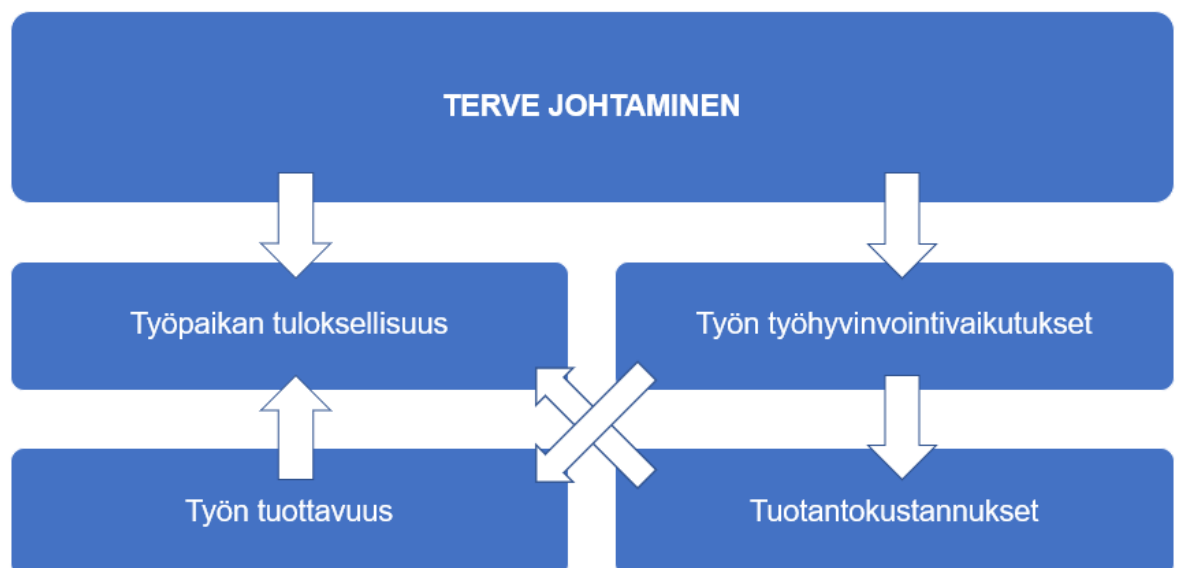 TERVE JOHTAMINEN
Työpaikan tuloksellisuus
Työn työhyvinvointivaikutukset
Työn tuottavuus
Tuotantokustannukset